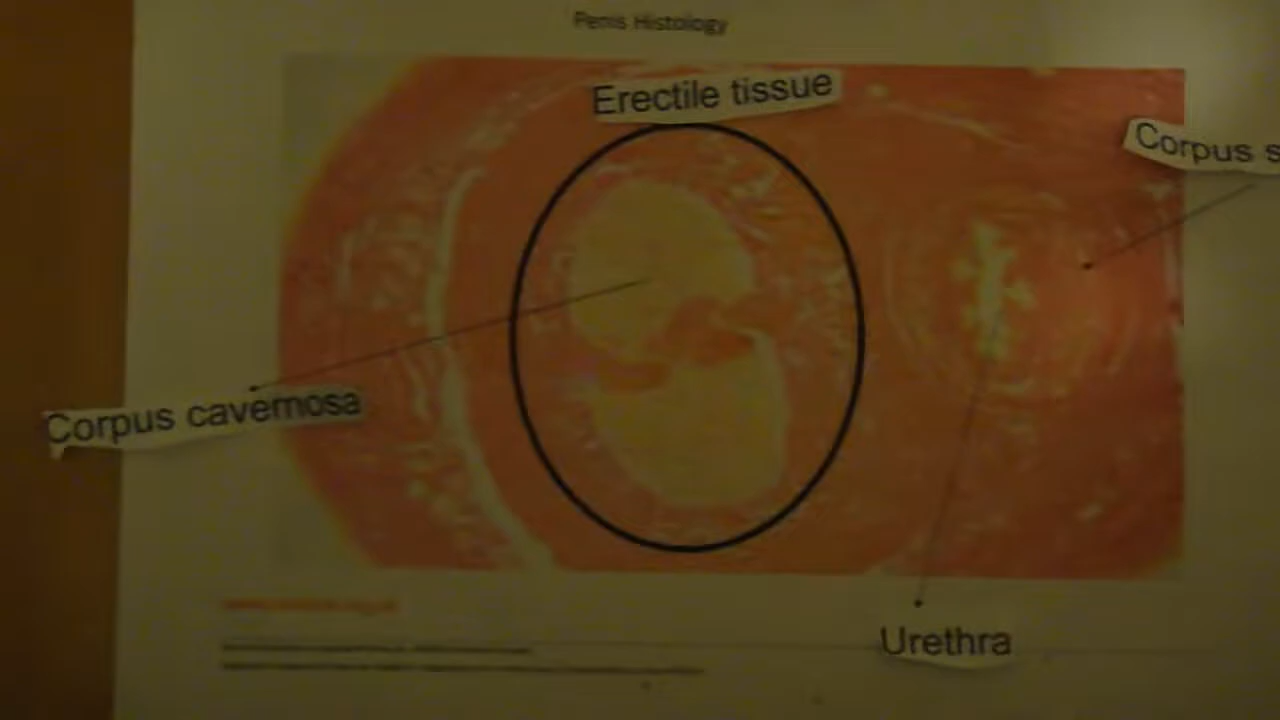 Penis Histology
Erectile tissue
Corpus s
Corpus cavernosa
Urethra